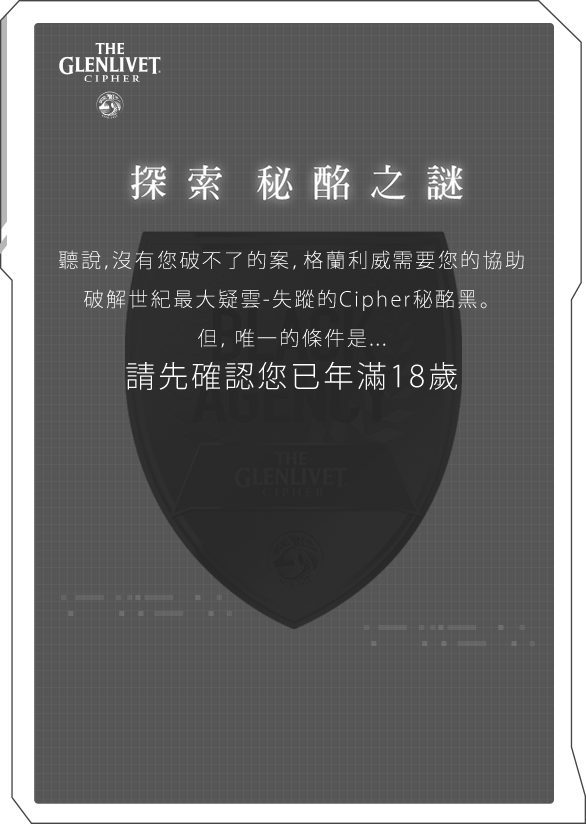 THE
GLENLIVET
CIPHER
探索 秘酩之謎
聽說,沒有您破不了的案,格蘭利威需要您的協助
破解世紀最大疑雲-失蹤的Cipher秘酩黑。
但, 唯一的條件是...
請先確認您已年滿18歲
AGENCY
THE
GLENLIVET
CIPHER